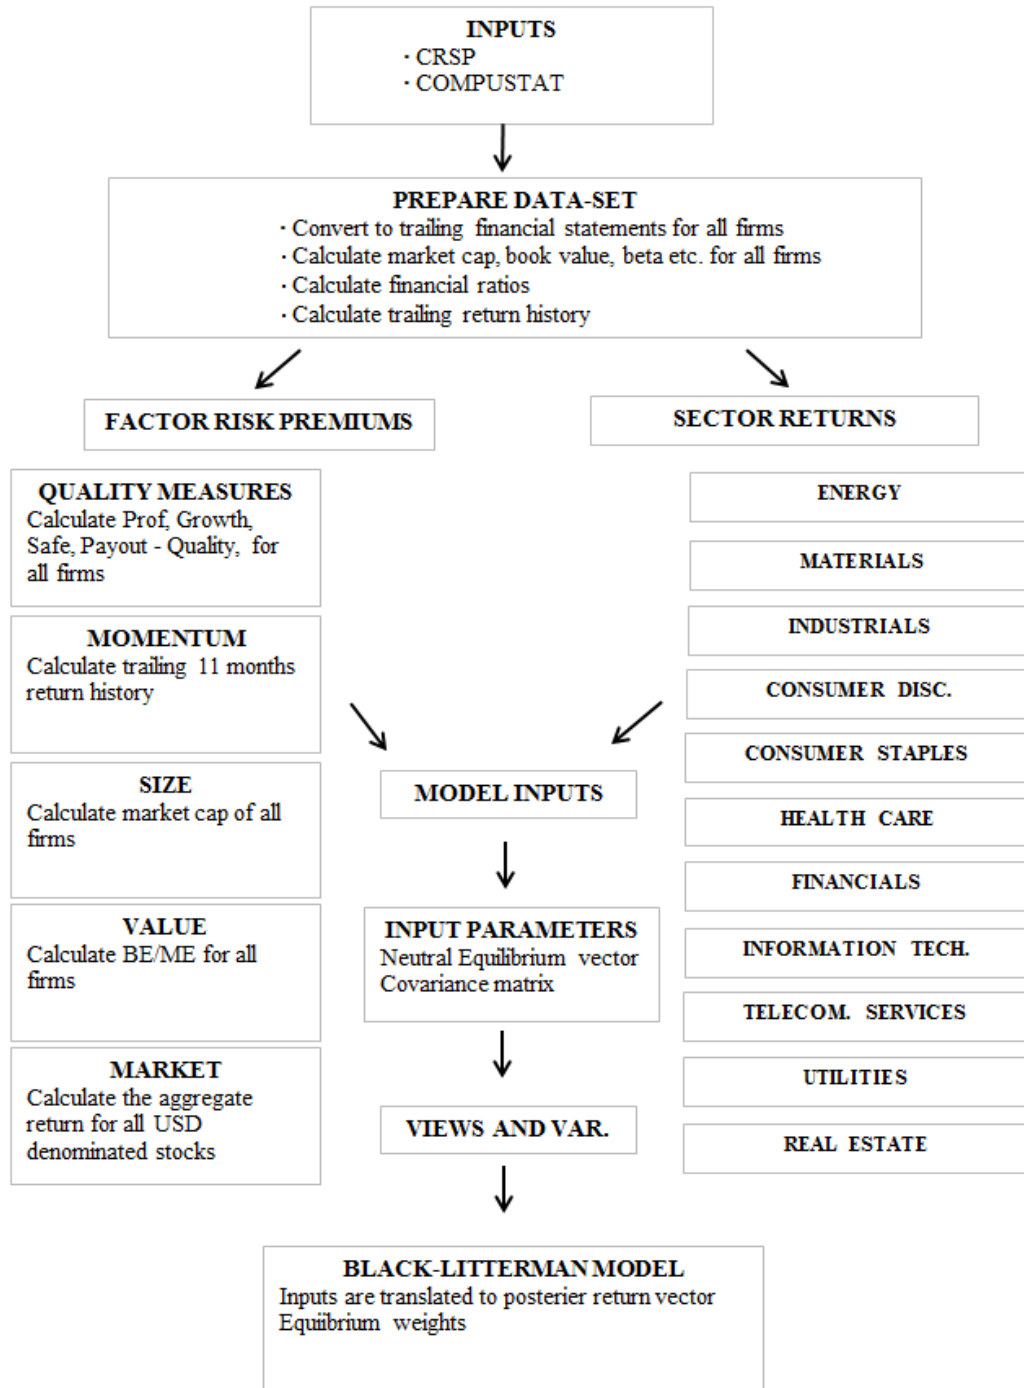 INPUTS
· CRSP
· COMPUSTAT
PREPARE DATA-SET
· Convert to trailing financial statements for all firms
· Calculate market cap, book value, beta etc. for all firms
· Calculate financial ratios
· Calculate trailing return history
FACTOR RISK PREMIUMS
SECTOR RETURNS
QUALITY MEASURES
Calculate Prof, Growth,
Safe, Payout - Quality, for
all firms
MOMENTUM
Calculate trailing 11 months
return history
SIZE
Calculate market cap of all
firms
VALUE
Calculate BE/ME for all
firms
MARKET
Calculate the aggregate
return for all USD
denominated stocks
ENERGY
MATERIALS
INDUSTRIALS
CONSUMER DISC.
CONSUMER STAPLES
HEALTH CARE
FINANCIALS
INFORMATION TECH.
TELECOM. SERVICES
UTILITIES
REAL ESTATE
MODEL INPUTS
INPUT PARAMETERS
Neutral Equilibrium vector
Covariance matrix
VIEWS AND VAR.
BLACK-LITTERMAN MODEL
Inputs are translated to posterier return vector
Equiibrium weights